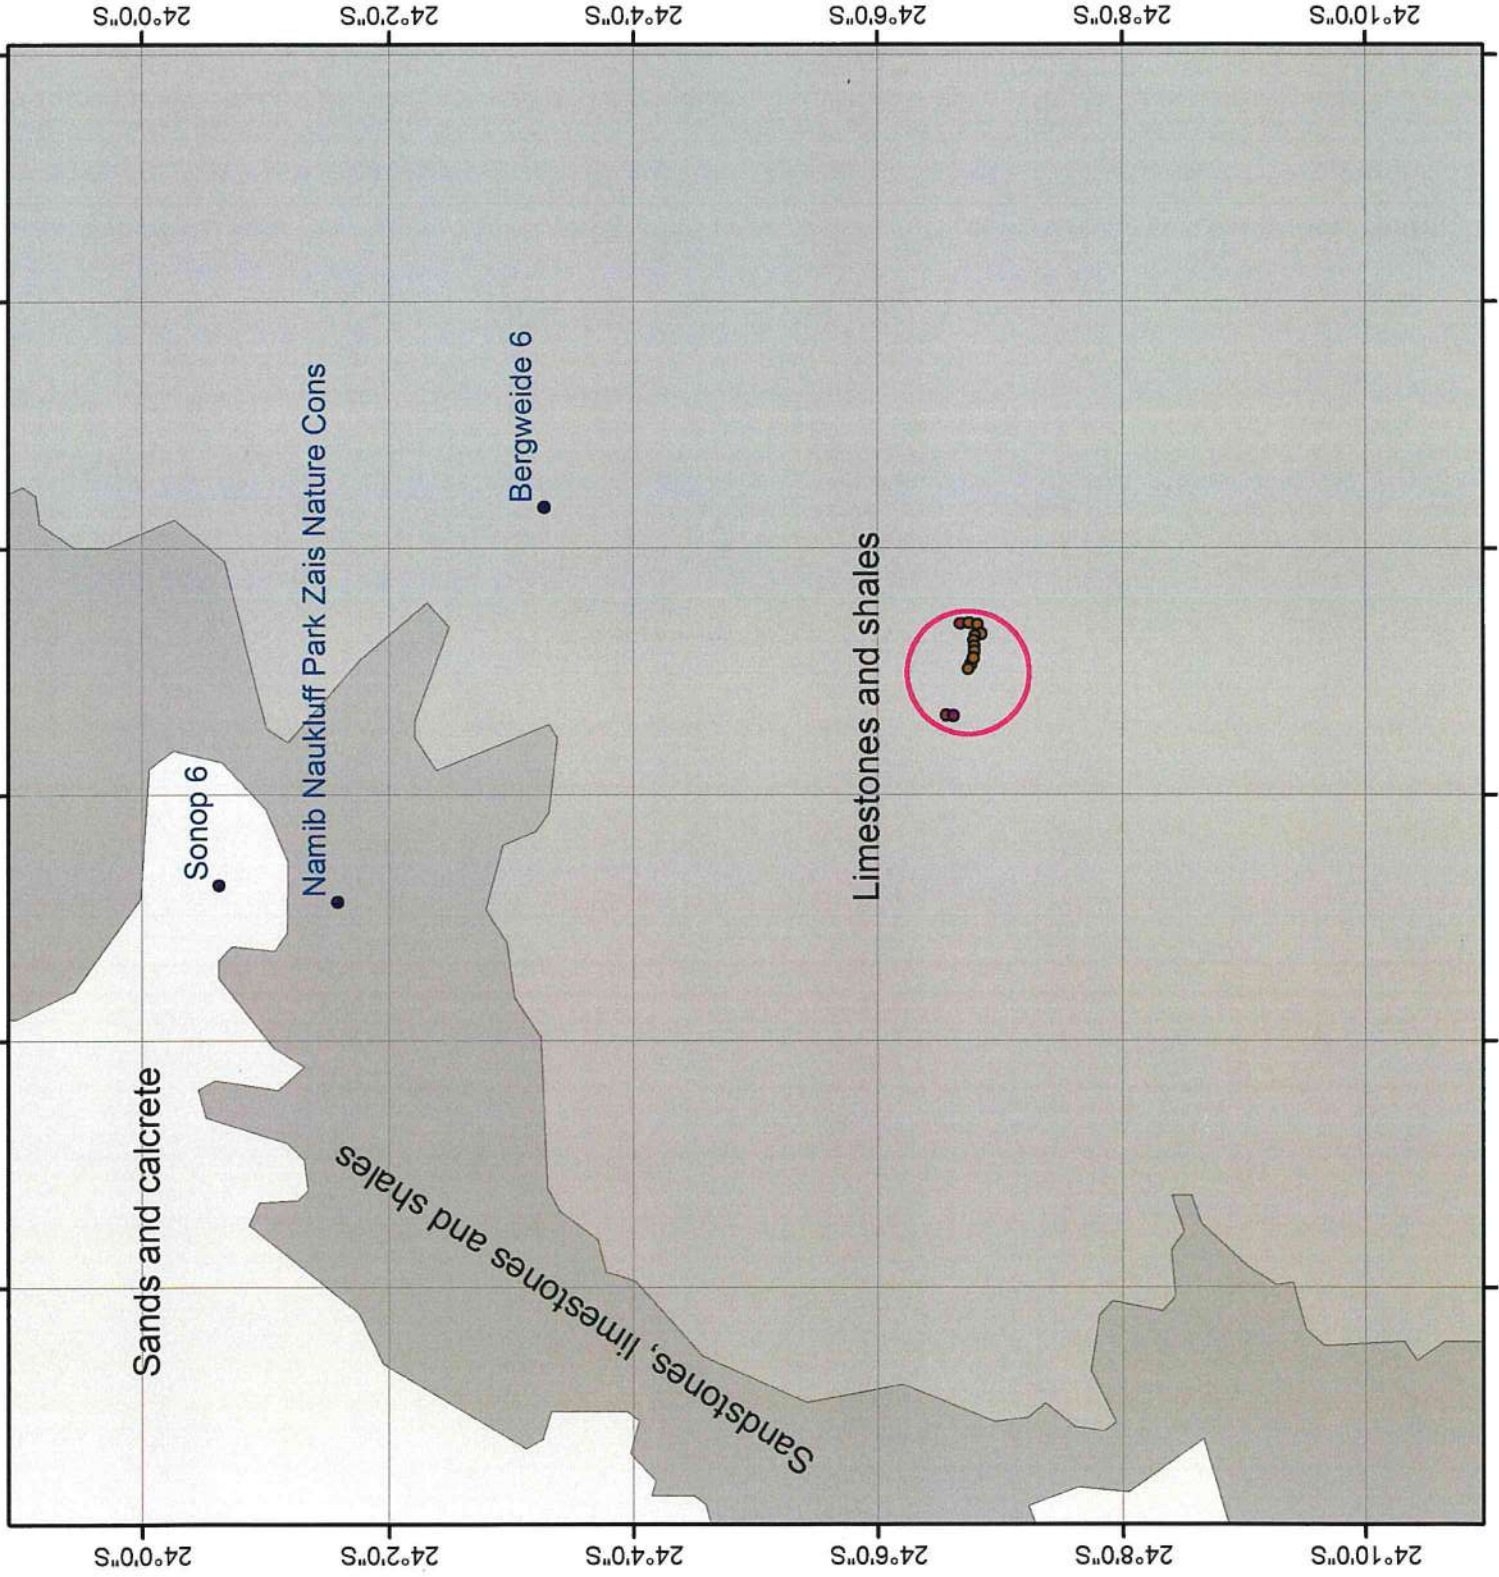 24°0'0"S
24°2'0"S
24°4'0"S
24°6'0"S
24°8'0"S
24°10'0"S
Bergweide 6
Namib Naukluff Park Zais Nature Cons
Limestones and shales
Sonop 6
Sands and calcrete
Sandstones, limestones and shales
24°0'0"S
24°2'0"S
24°4'0"S
24°6'0"S
24°8'0"S
24°10'0"S